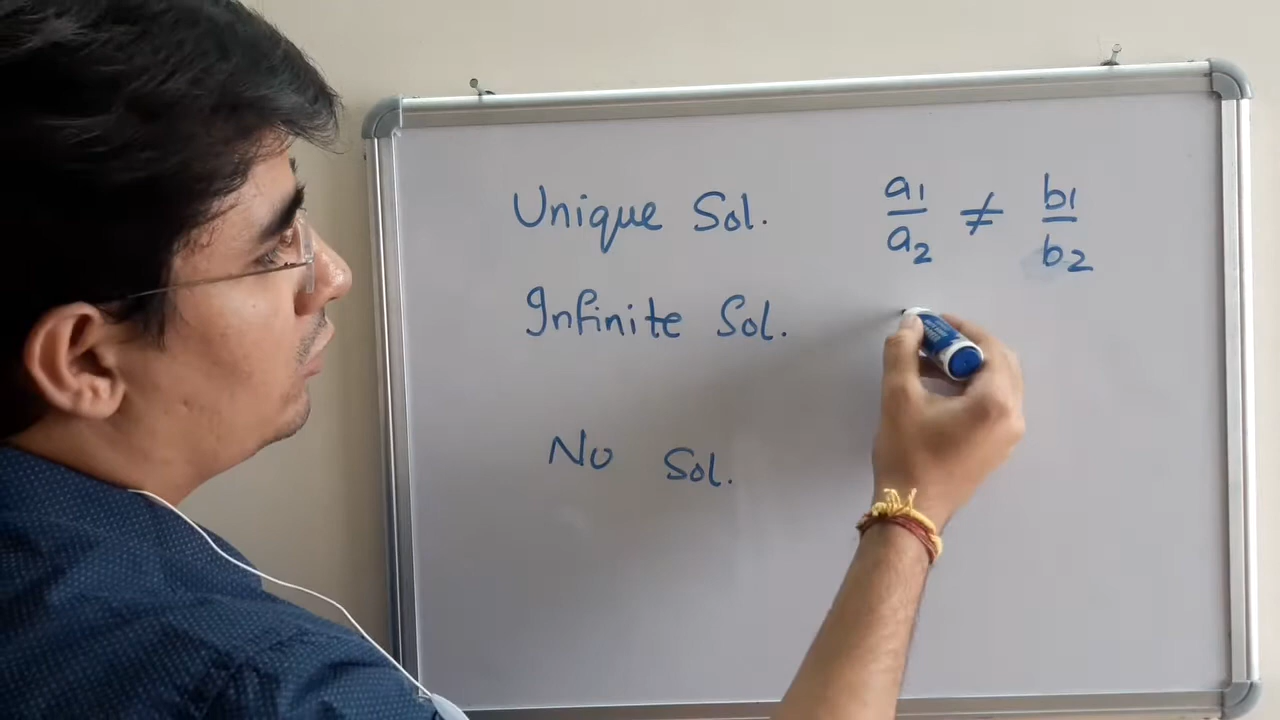 Unique Sol. a1/a2 ≠ b1/b2
Infinite Sol.
No Sol.